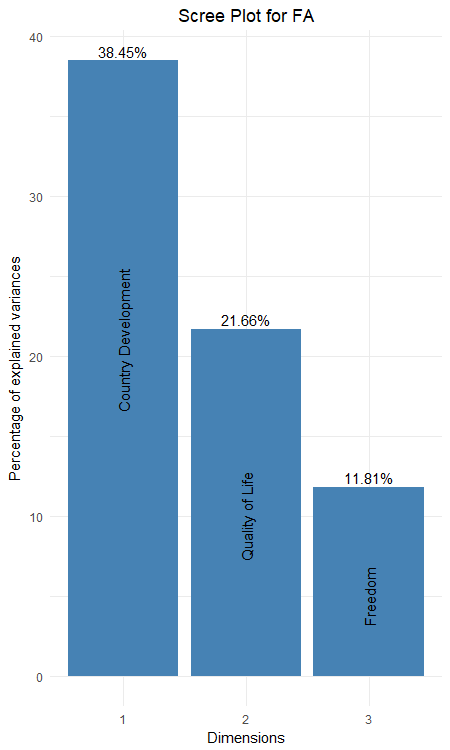 Scree Plot for FA
Percentage of explained variances
40
30
20
10
0
38.45%
Country Development
21.66%
Quality of Life
11.81%
Freedom
1
2
3
Dimensions